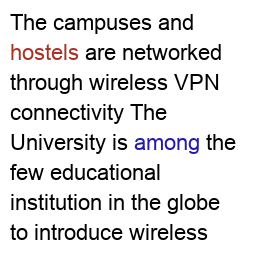 The campuses and
hostels are networked
through wireless VPN
connectivity The
University is among the
few educational
institution in the globe
to introduce wireless